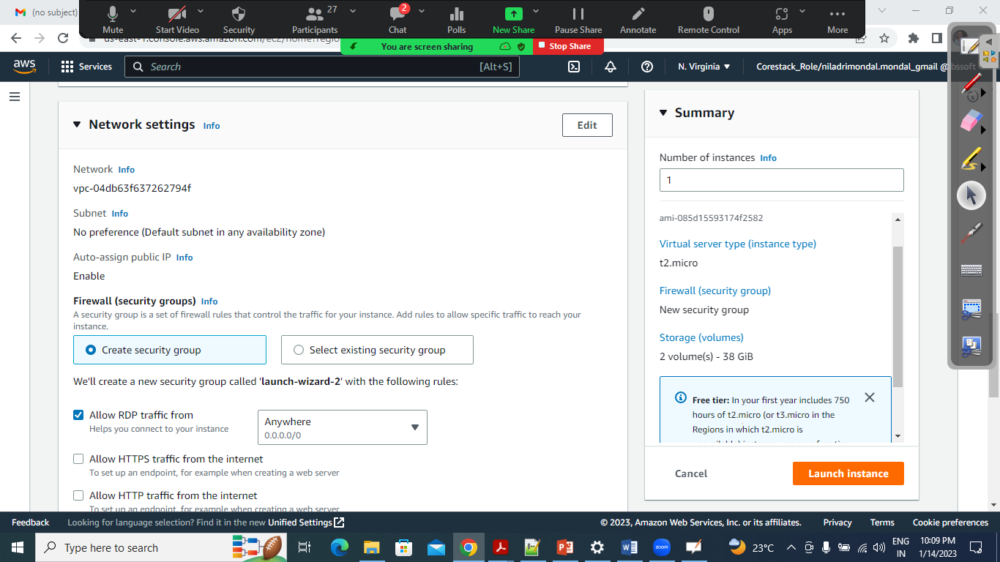 (no subject)
27
2
Mute
Start Video
Security
Participants
Chat
Polls
New Share
Pause Share
Annotate
Remote Control
Apps
More
You are screen sharing
Stop Share
aws
Services
Search
[Alt+S]
N. Virginia
Corestack_Role/niladrimondal.mondal_gmail @
Network settings Info
Edit
Network Info
vpc-04db63f637262794f
Subnet Info
No preference (Default subnet in any availability zone)
Auto-assign public IP Info
Enable
Firewall (security groups) Info
A security group is a set of firewall rules that control the traffic for your instance. Add rules to allow specific traffic to reach your
instance.
Create security group
Select existing security group
We'll create a new security group called 'launch-wizard-2' with the following rules:
Allow RDP traffic from
Helps you connect to your instance
Anywhere
0.0.0.0/0
Allow HTTPS traffic from the internet
To set up an endpoint, for example when creating a web server
Allow HTTP traffic from the internet
To set up an endpoint, for example when creating a web server
Summary
Number of instances Info
1
ami-085d15593174f2582
Virtual server type (instance type)
t2.micro
Firewall (security group)
New security group
Storage (volumes)
2 volume(s) - 38 GiB
Free tier: In your first year includes 750
hours of t2.micro (or t3.micro in the
Regions in which t2.micro is
Cancel
Launch instance
Feedback
Looking for language selection? Find it in the new Unified Settings
© 2023, Amazon Web Services, Inc. or its affiliates.
Privacy
Terms
Cookie preferences
Type here to search
zoom
23°C
ENG
IN
10:09 PM
1/14/2023